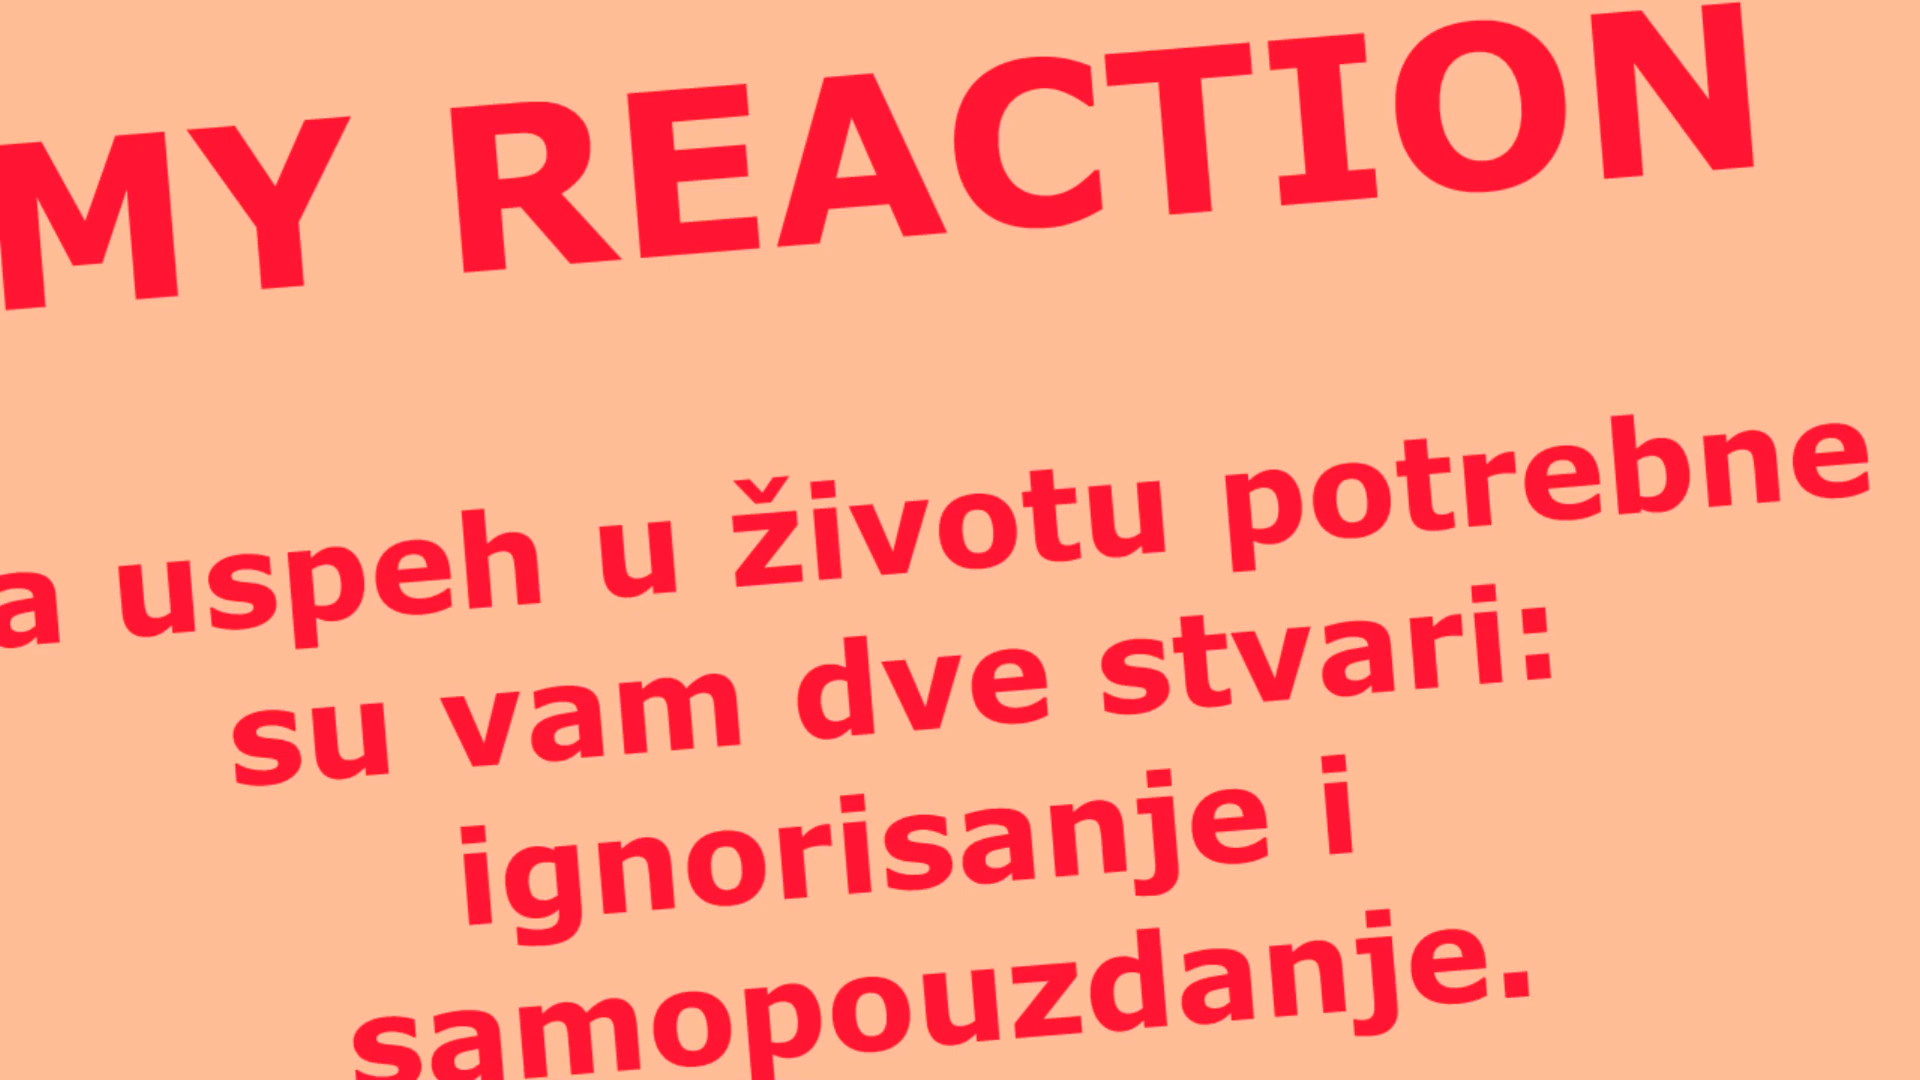 MY REACTION
a uspeh u životu potrebne
su vam dve stvari:
ignorisanje i
samopouzdanje.